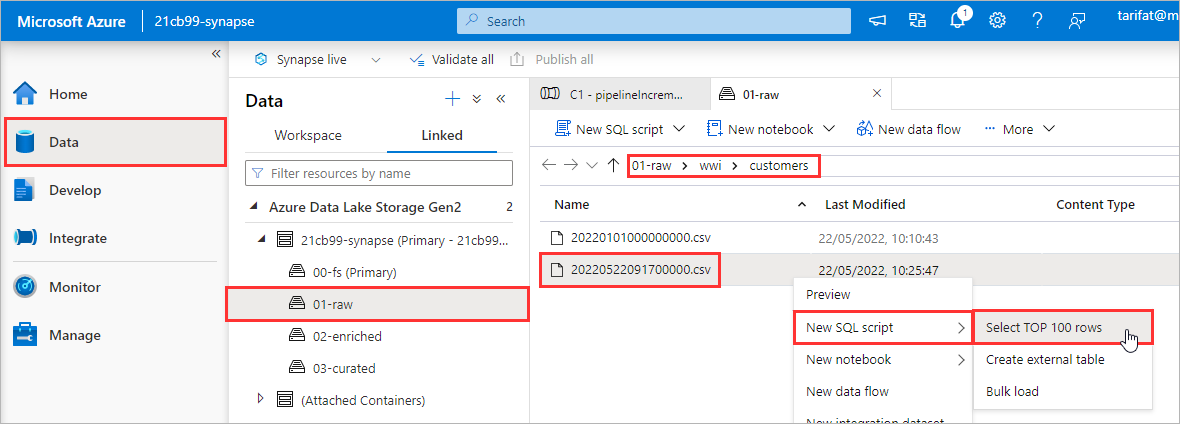 Microsoft Azure 21cb99-synapse Search 1 ? tarifat@m
« Synapse live Validate all Publish all
Home
Data
Develop
Integrate
Monitor
Manage
Data + «
Workspace Linked
Filter resources by name
Azure Data Lake Storage Gen2 2
21cb99-synapse (Primary - 21cb99...
00-fs (Primary)
01-raw
02-enriched
03-curated
(Attached Containers)
C1 - pipelineIncrem... 01-raw ×
New SQL script New notebook New data flow ··· More
01-raw > wwi > customers
Name Last Modified Content Type
20220101000000000.csv 22/05/2022, 10:10:43
20220522091700000.csv 22/05/2022, 10:25:47
Preview
New SQL script >
New notebook >
New data flow
New integration dataset
Select TOP 100 rows
Create external table
Bulk load